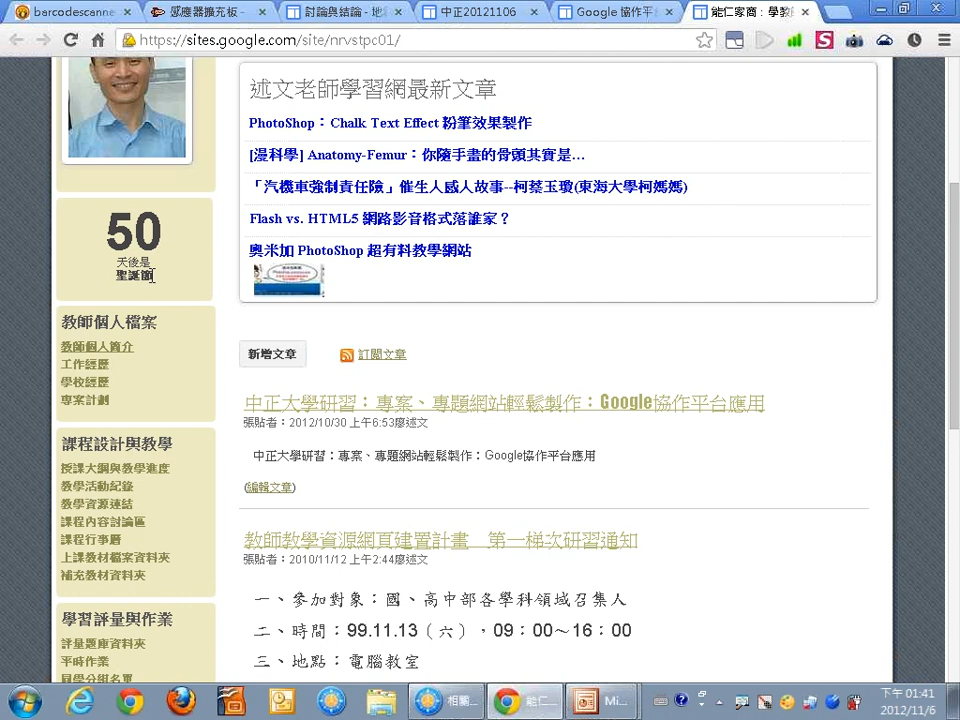 barcodescanne
感應器擴充板 -
討論與結論 - 地
中正20121106
Google 協作平
能仁家商：學教
https://sites.google.com/site/nrvstpc01/
述文老師學習網最新文章
PhotoShop：Chalk Text Effect 粉筆效果製作
[漫科學] Anatomy-Femur：你隨手畫的骨頭其實是...
「汽機車強制責任險」催生人感人故事--柯蔡玉瓊(東海大學柯媽媽)
Flash vs. HTML5 網路影音格式落誰家？
奧米加 PhotoShop 超有料教學網站
50
天後是
聖誕節
教師個人檔案
教師個人簡介
工作經歷
學校經歷
專案計劃
課程設計與教學
授課大綱與教學進度
教學活動紀錄
教學資源連結
課程內容討論區
課程行事曆
上課教材檔案資料夾
補充教材資料夾
學習評量與作業
評量題庫資料夾
平時作業
同學分組名單
新增文章
訂閱文章
中正大學研習：專案、專題網站輕鬆製作：Google協作平台應用
張貼者：2012/10/30 上午6:53廖述文
中正大學研習：專案、專題網站輕鬆製作：Google協作平台應用
(編輯文章)
教師教學資源網頁建置計畫 第一梯次研習通知
張貼者：2010/11/12 上午2:44廖述文
一、參加對象：國、高中部各學科領域召集人
二、時間：99.11.13（六），09：00～16：00
三、地點：電腦教室
相關...
能仁...
Mi...
下午 01:41
2012/11/6